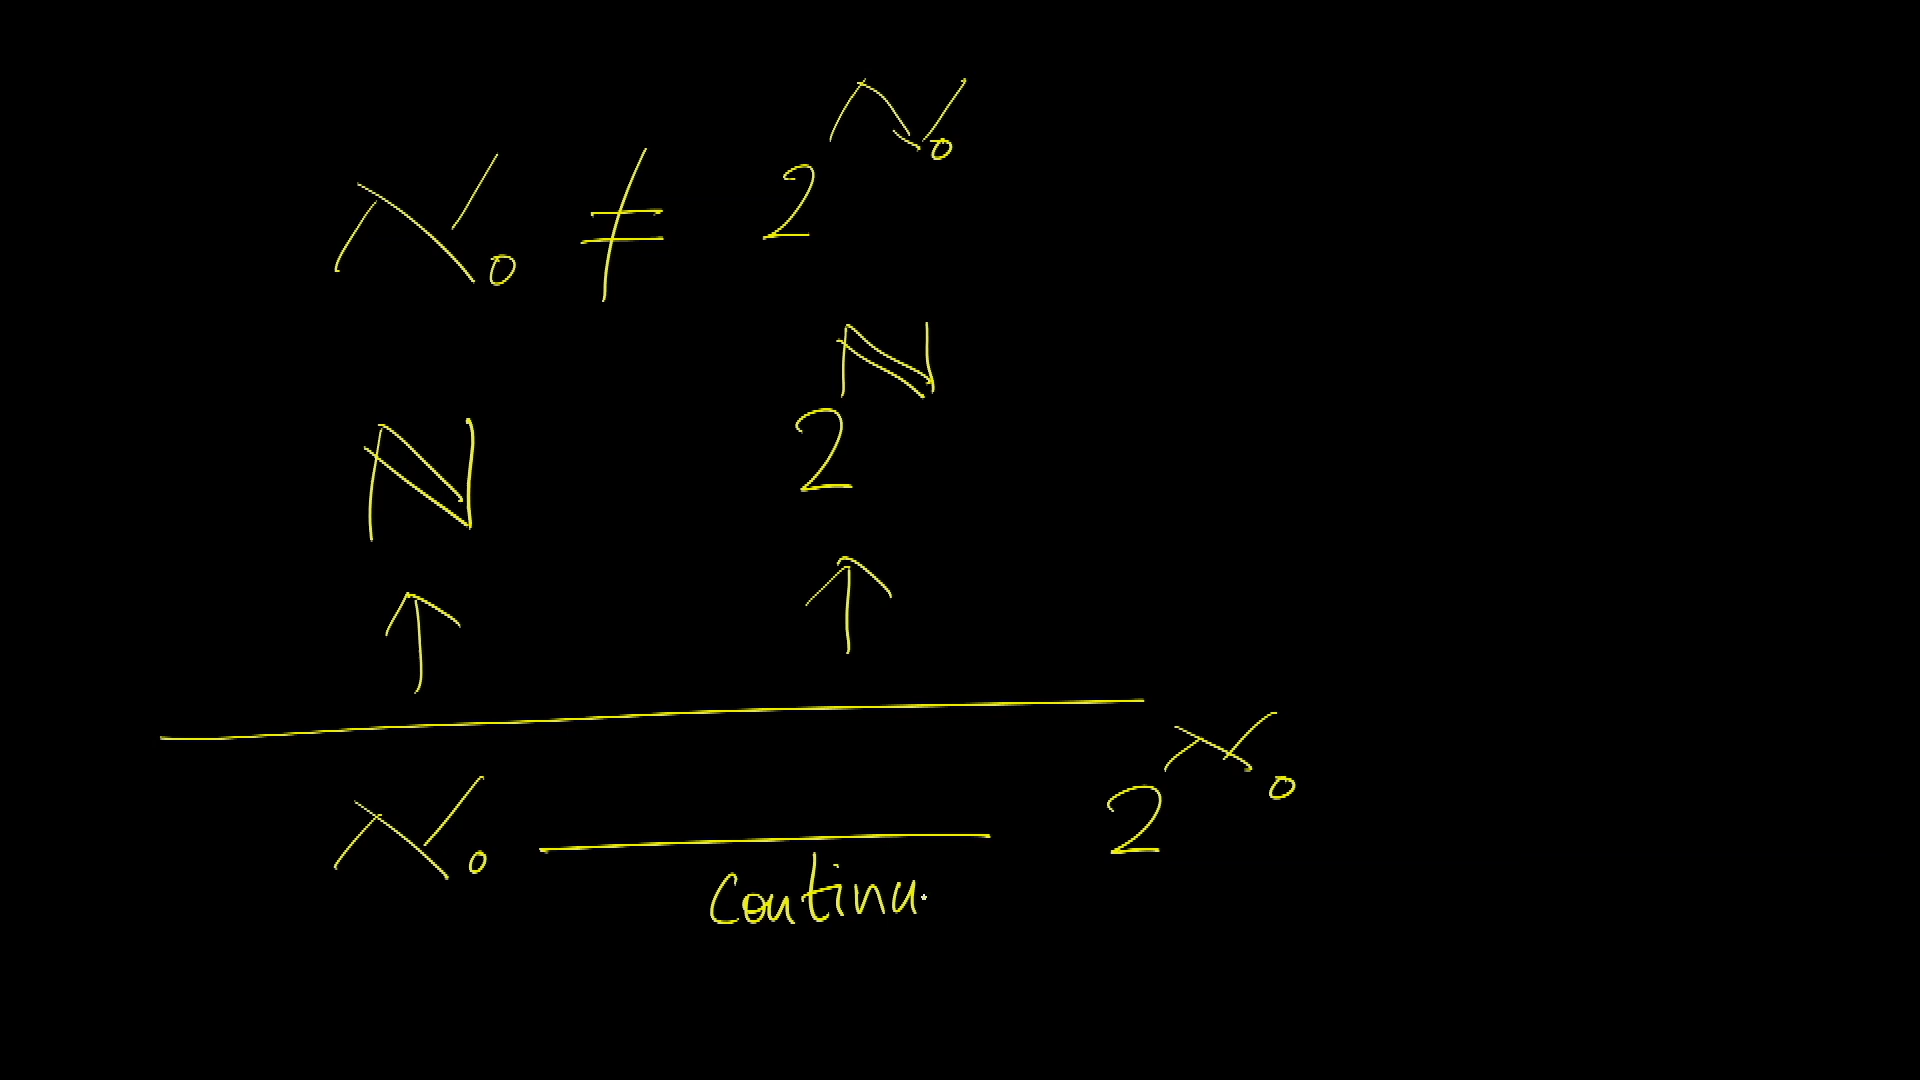 ℵ₀ ≠ 2^ℵ₀
ℕ 2^ℕ
↑ ↑
ℵ₀ 2^ℵ₀
Continu